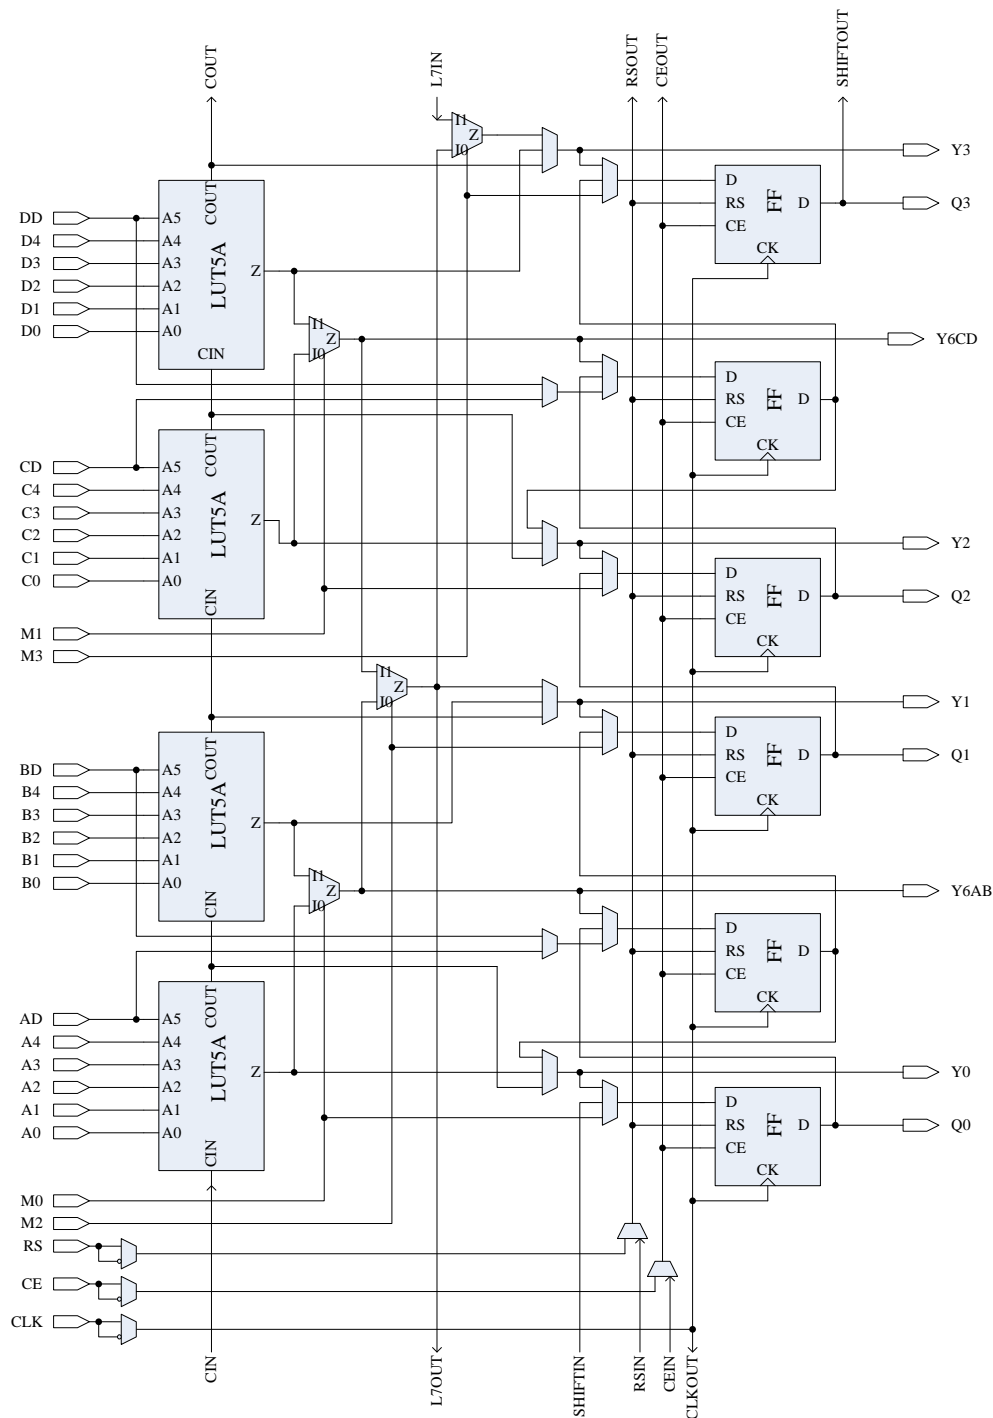 COUT
L7IN
RSOUT
CEOUT
SHIFTOUT
I1
Z
I0
Y3
D
RS
CE
FF
D
CK
Q3
DD
D4
D3
D2
D1
D0
A5
A4
A3
A2
A1
A0
COUT
LUT5A
CIN
Z
I1
Z
I0
Y6CD
D
RS
CE
FF
D
CK
CD
C4
C3
C2
C1
C0
A5
A4
A3
A2
A1
A0
COUT
LUT5A
CIN
Z
Y2
D
RS
CE
FF
D
CK
Q2
M1
M3
I1
Z
I0
Y1
D
RS
CE
FF
D
CK
Q1
BD
B4
B3
B2
B1
B0
A5
A4
A3
A2
A1
A0
COUT
LUT5A
CIN
Z
I1
Z
I0
Y6AB
D
RS
CE
FF
D
CK
AD
A4
A3
A2
A1
A0
A5
A4
A3
A2
A1
A0
COUT
LUT5A
CIN
Z
Y0
D
RS
CE
FF
D
CK
Q0
M0
M2
RS
CE
CLK
CIN
L7OUT
SHIFTIN
RSIN
CEIN
CLKOUT